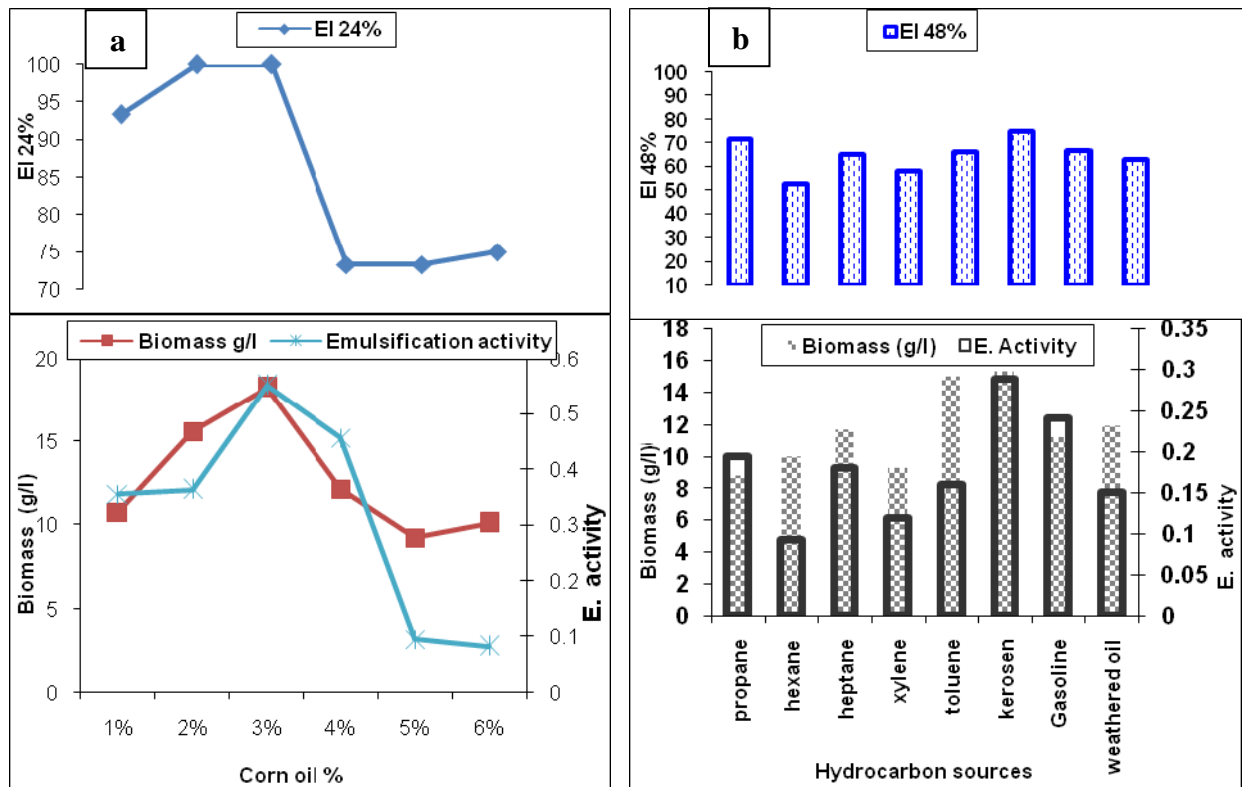 a
EI 24%
100
95
90
85
80
75
70
EI 24%
Biomass g/l
Emulsification activity
20
15
10
5
0
Biomass (g/l)
0.6
0.5
0.4
0.3
0.2
0.1
0
E. activity
1% 2% 3% 4% 5% 6%
Corn oil %
b
EI 48%
100
90
80
70
60
50
40
30
20
10
EI 48%
Biomass (g/l)
E. Activity
18
16
14
12
10
8
6
4
2
0
Biomass (g/l)
0.35
0.3
0.25
0.2
0.15
0.1
0.05
0
E. activity
propane
hexane
heptane
xylene
toluene
kerosen
Gasoline
weathered oil
Hydrocarbon sources